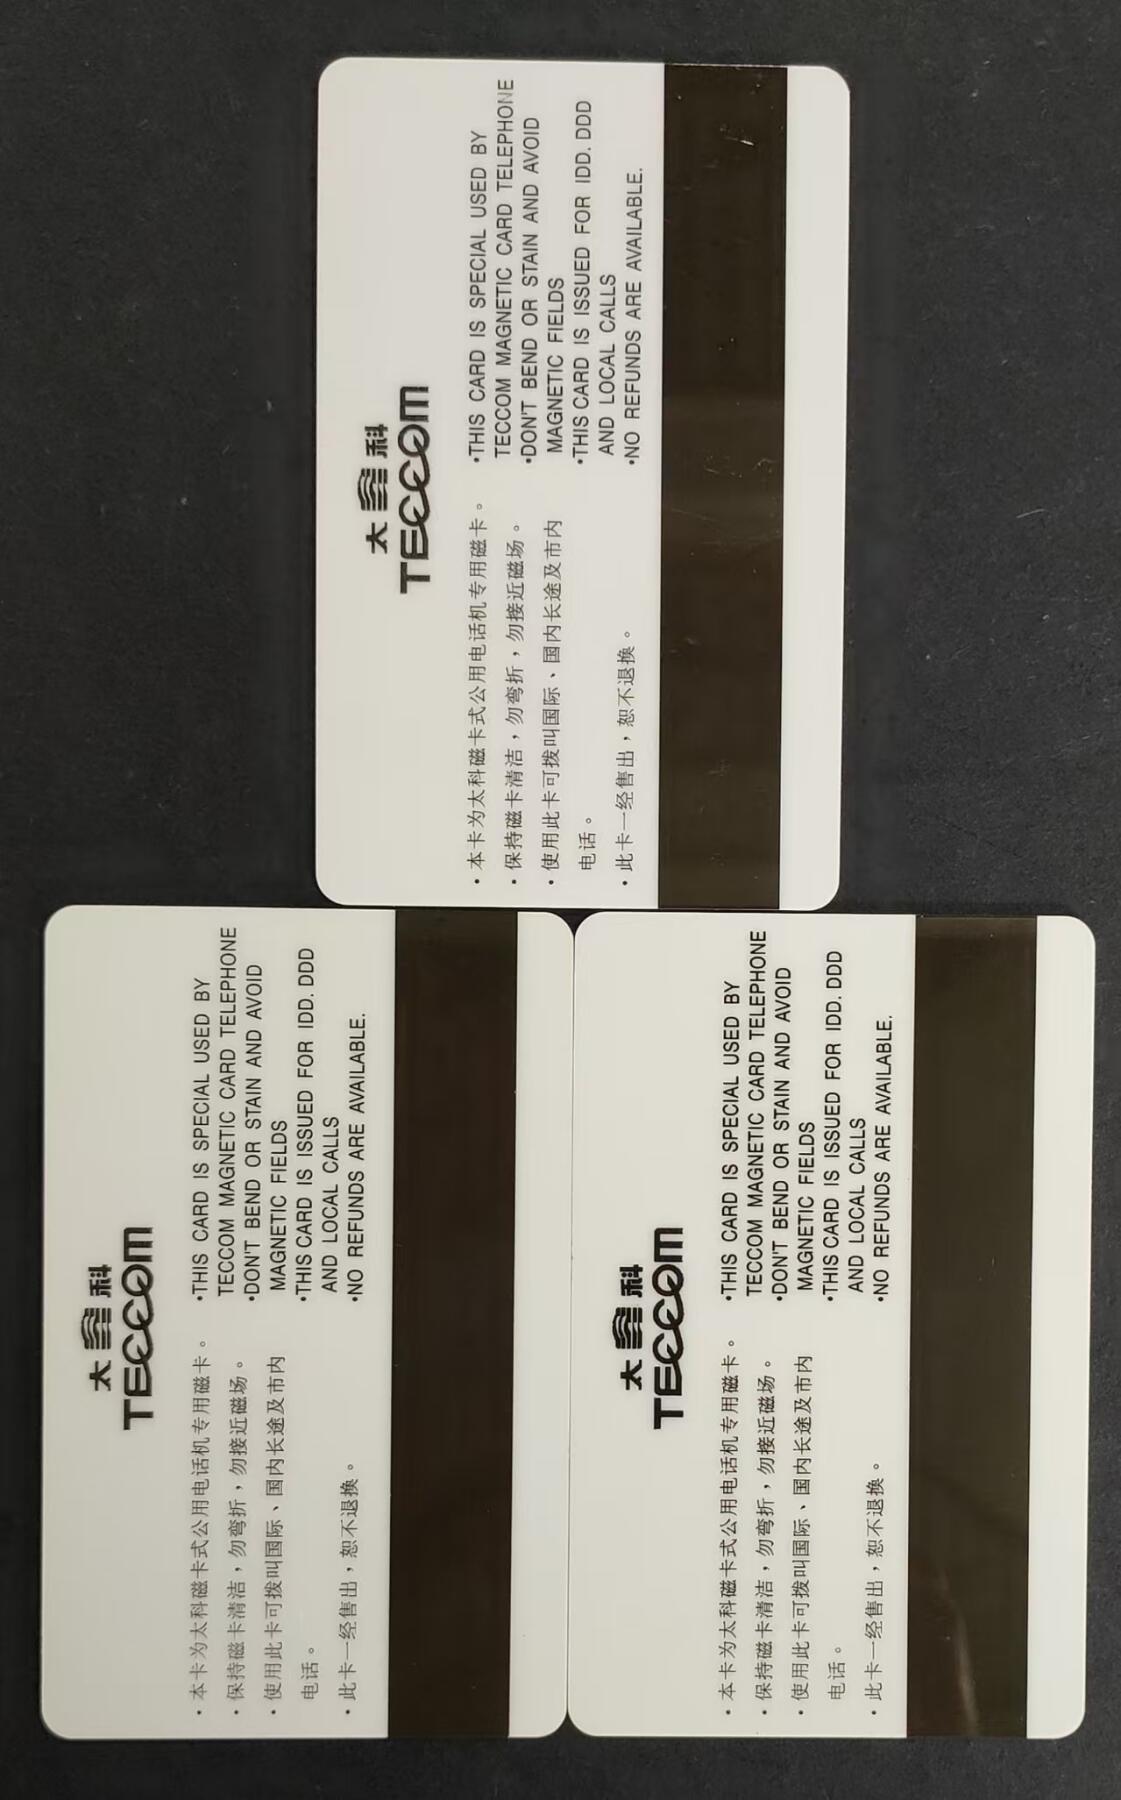 太科
TECCOM
·本卡为太科磁卡式公用电话机专用磁卡。
·保持磁卡清洁，勿弯折，勿接近磁场。
·使用此卡可拨叫国际、国内长途及市内
电话。
·此卡一经售出，恕不退换。
·THIS CARD IS SPECIAL USED BY
TECCOM MAGNETIC CARD TELEPHONE
·DON'T BEND OR STAIN AND AVOID
MAGNETIC FIELDS
·THIS CARD IS ISSUED FOR IDD. DDD
AND LOCAL CALLS
·NO REFUNDS ARE AVAILABLE.
太科
TECCOM
·本卡为太科磁卡式公用电话机专用磁卡。
·保持磁卡清洁，勿弯折，勿接近磁场。
·使用此卡可拨叫国际、国内长途及市内
电话。
·此卡一经售出，恕不退换。
·THIS CARD IS SPECIAL USED BY
TECCOM MAGNETIC CARD TELEPHONE
·DON'T BEND OR STAIN AND AVOID
MAGNETIC FIELDS
·THIS CARD IS ISSUED FOR IDD. DDD
AND LOCAL CALLS
·NO REFUNDS ARE AVAILABLE.
太科
TECCOM
·本卡为太科磁卡式公用电话机专用磁卡。
·保持磁卡清洁，勿弯折，勿接近磁场。
·使用此卡可拨叫国际、国内长途及市内
电话。
·此卡一经售出，恕不退换。
·THIS CARD IS SPECIAL USED BY
TECCOM MAGNETIC CARD TELEPHONE
·DON'T BEND OR STAIN AND AVOID
MAGNETIC FIELDS
·THIS CARD IS ISSUED FOR IDD. DDD
AND LOCAL CALLS
·NO REFUNDS ARE AVAILABLE.